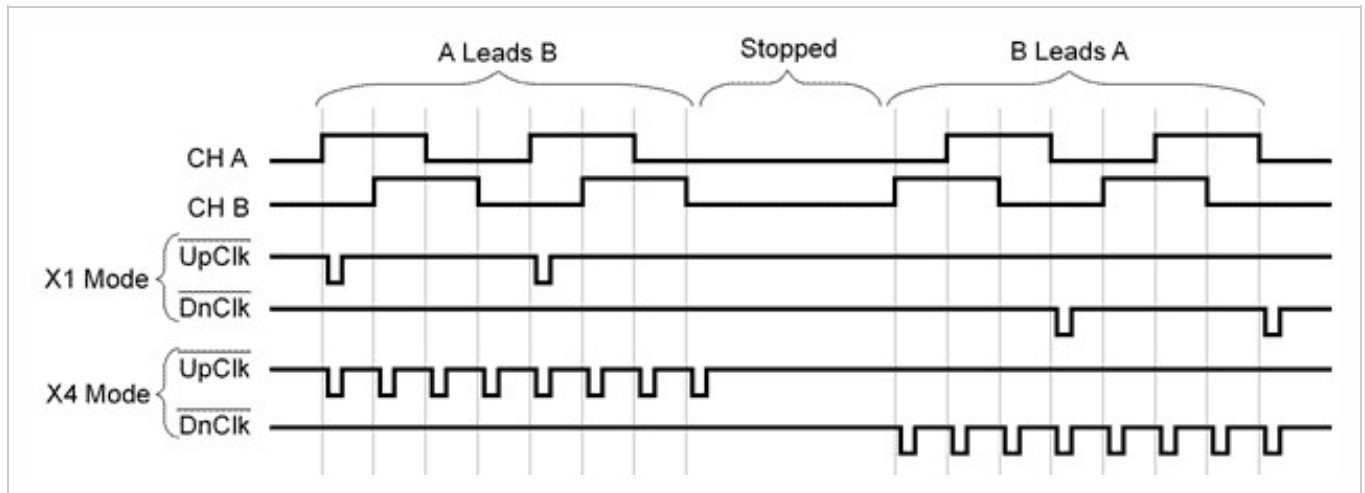 A Leads B
Stopped
B Leads A
CH A
CH B
X1 Mode
UpClk
DnClk
X4 Mode
UpClk
DnClk